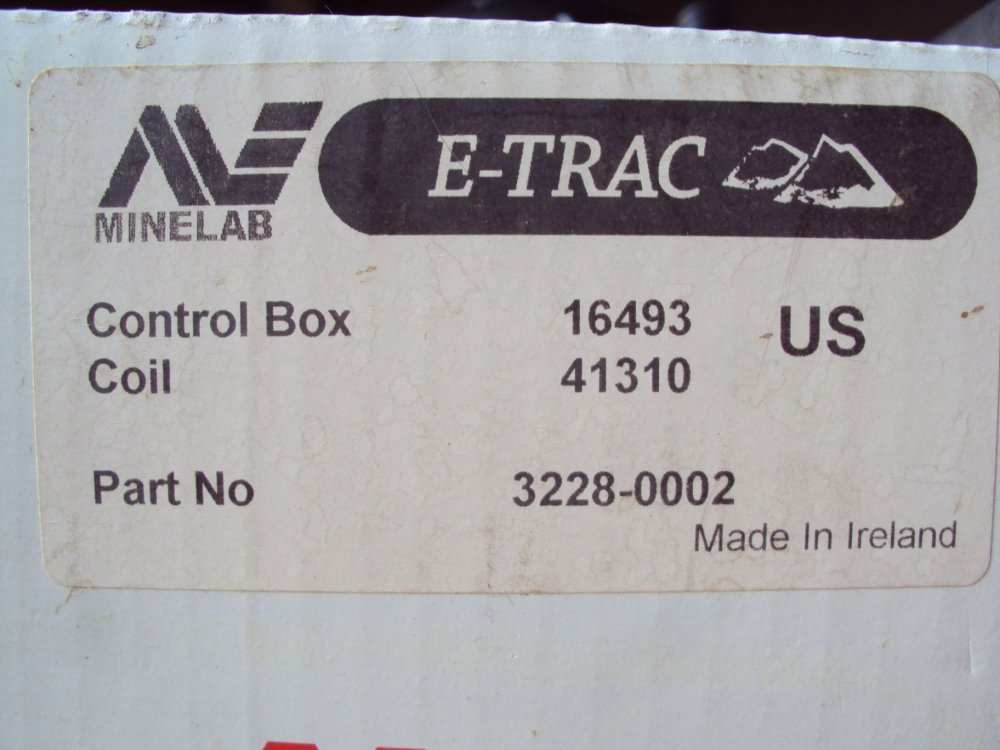 MINELAB
E-TRAC
Control Box 16493 US
Coil 41310
Part No 3228-0002
Made In Ireland